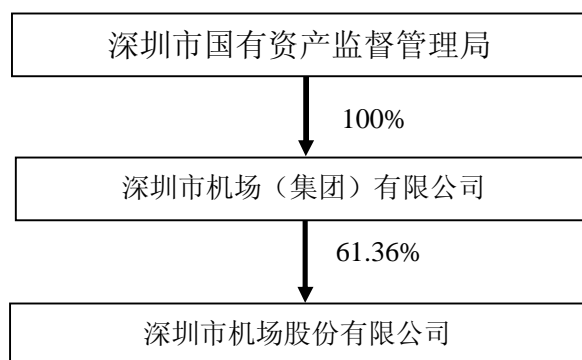 深圳市国有资产监督管理局
100%
深圳市机场（集团）有限公司
61.36%
深圳市机场股份有限公司